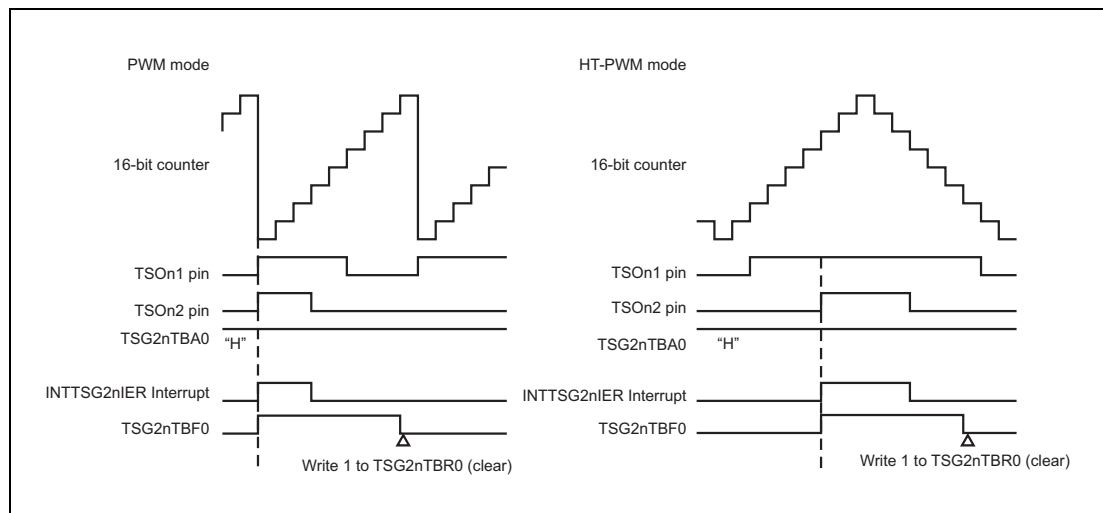 PWM mode
16-bit counter
TSOn1 pin
TSOn2 pin
TSG2nTBA0
“H”
INTTSG2nIER Interrupt
TSG2nTBF0
Write 1 to TSG2nTBR0 (clear)
HT-PWM mode
16-bit counter
TSOn1 pin
TSOn2 pin
TSG2nTBA0
“H”
INTTSG2nIER Interrupt
TSG2nTBF0
Write 1 to TSG2nTBR0 (clear)